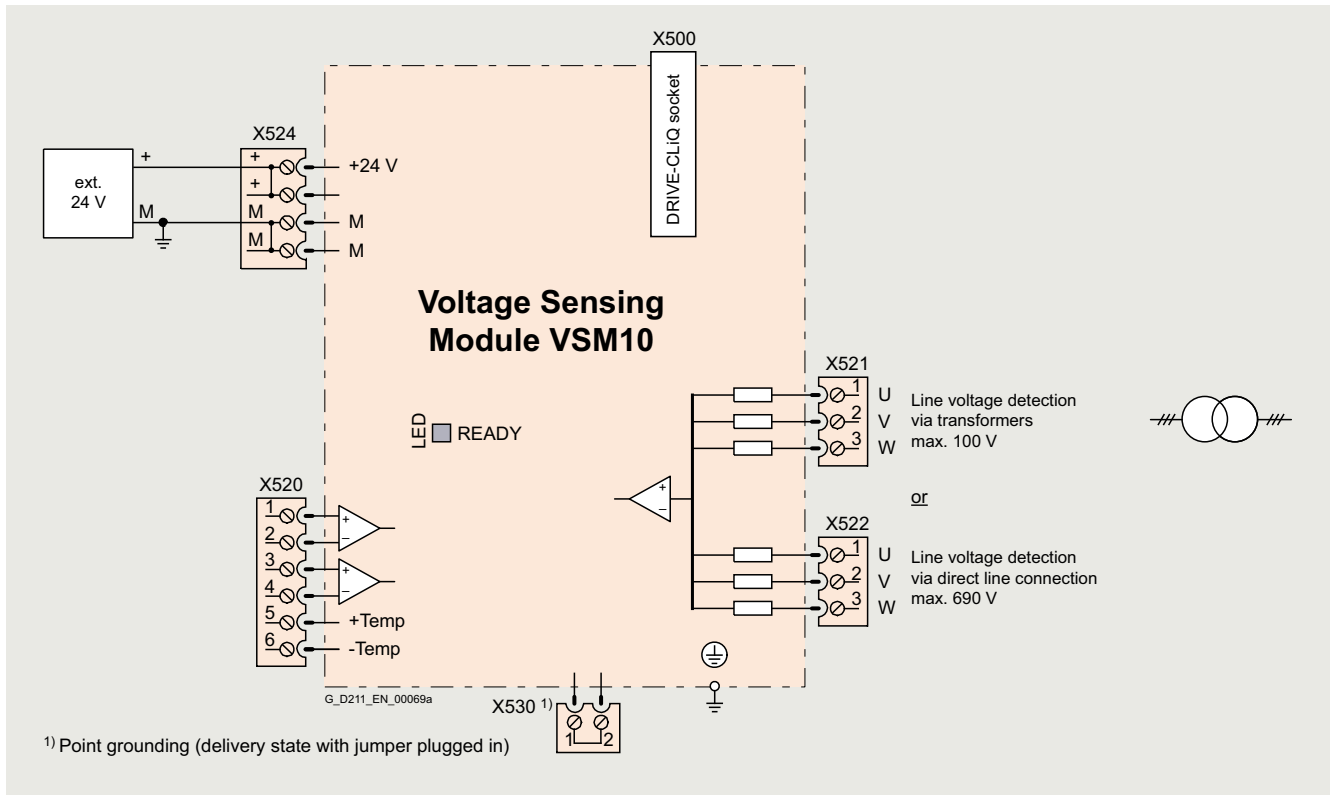 X500
DRIVE-CLiQ socket
X524
ext.
24 V
+
M
+
+
M
M
+24 V
M
M
Voltage Sensing
Module VSM10
LED
READY
X521
1
2
3
U
V
W
Line voltage detection
via transformers
max. 100 V
or
X522
1
2
3
U
V
W
Line voltage detection
via direct line connection
max. 690 V
+
–
X520
1
2
3
4
5
6
+
–
+
–
+Temp
-Temp
G_D211_EN_00069a
X530 1)
1
2
1) Point grounding (delivery state with jumper plugged in)